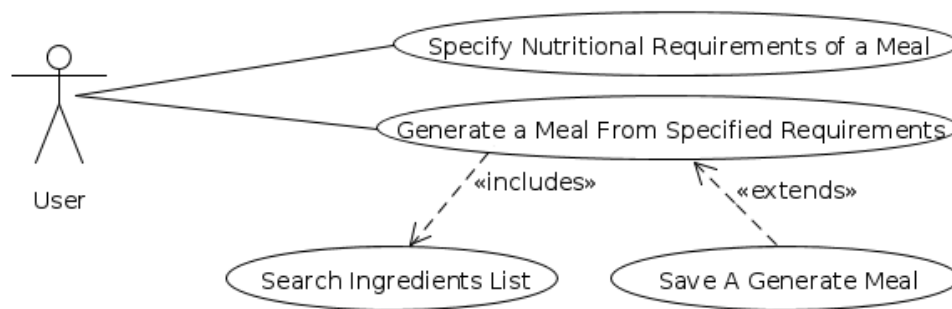 Specify Nutritional Requirements of a Meal
Generate a Meal From Specified Requirements
«includes»
«extends»
User
Search Ingredients List
Save A Generate Meal